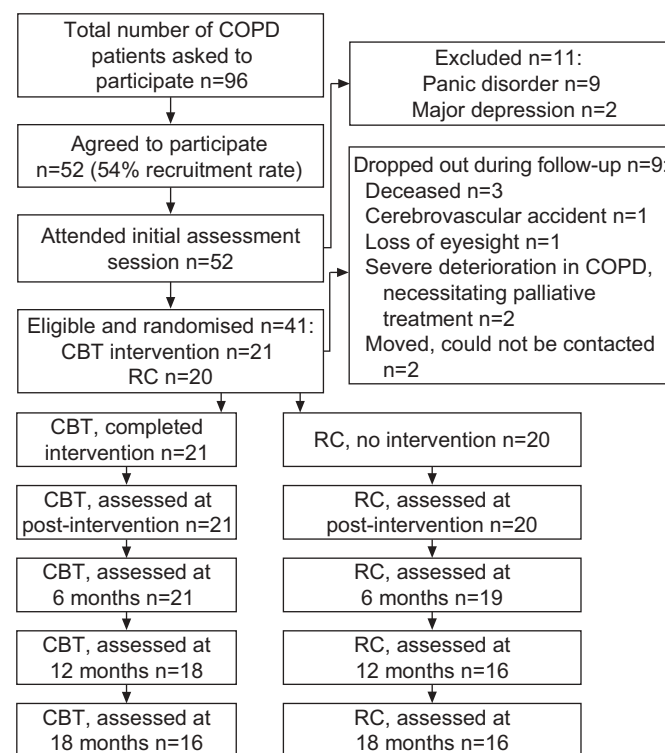 Total number of COPD
patients asked to
participate n=96
Excluded n=11:
Panic disorder n=9
Major depression n=2
Agreed to participate
n=52 (54% recruitment rate)
Dropped out during follow-up n=9:
Deceased n=3
Cerebrovascular accident n=1
Loss of eyesight n=1
Severe deterioration in COPD,
necessitating palliative
treatment n=2
Moved, could not be contacted
n=2
Attended initial assessment
session n=52
Eligible and randomised n=41:
CBT intervention n=21
RC n=20
CBT, completed
intervention n=21
RC, no intervention n=20
CBT, assessed at
post-intervention n=21
RC, assessed at
post-intervention n=20
CBT, assessed at
6 months n=21
RC, assessed at
6 months n=19
CBT, assessed at
12 months n=18
RC, assessed at
12 months n=16
CBT, assessed at
18 months n=16
RC, assessed at
18 months n=16